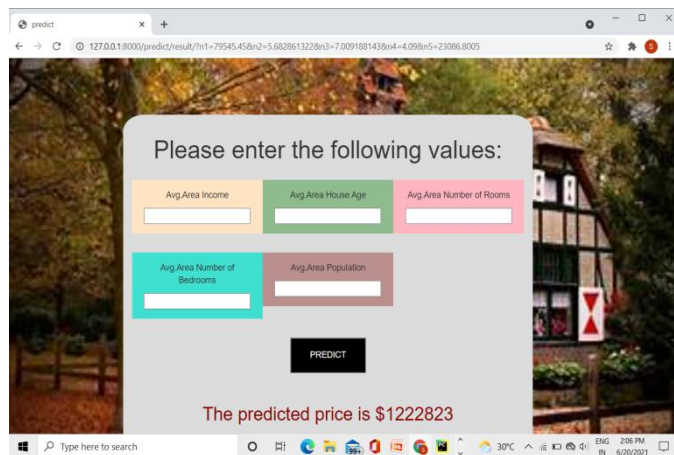 predict
127.0.0.1:8000/predict/result/?n1=79545.45&n2=5.682861322&n3=7.009188143&n4=4.09&n5=23086.8005
S
Please enter the following values:
Avg.Area Income Avg.Area House Age Avg.Area Number of Rooms
Avg.Area Number of Bedrooms Avg.Area Population
PREDICT
The predicted price is $1222823
Type here to search
99+
30°C
ENG 2:06 PM
IN 6/20/2021